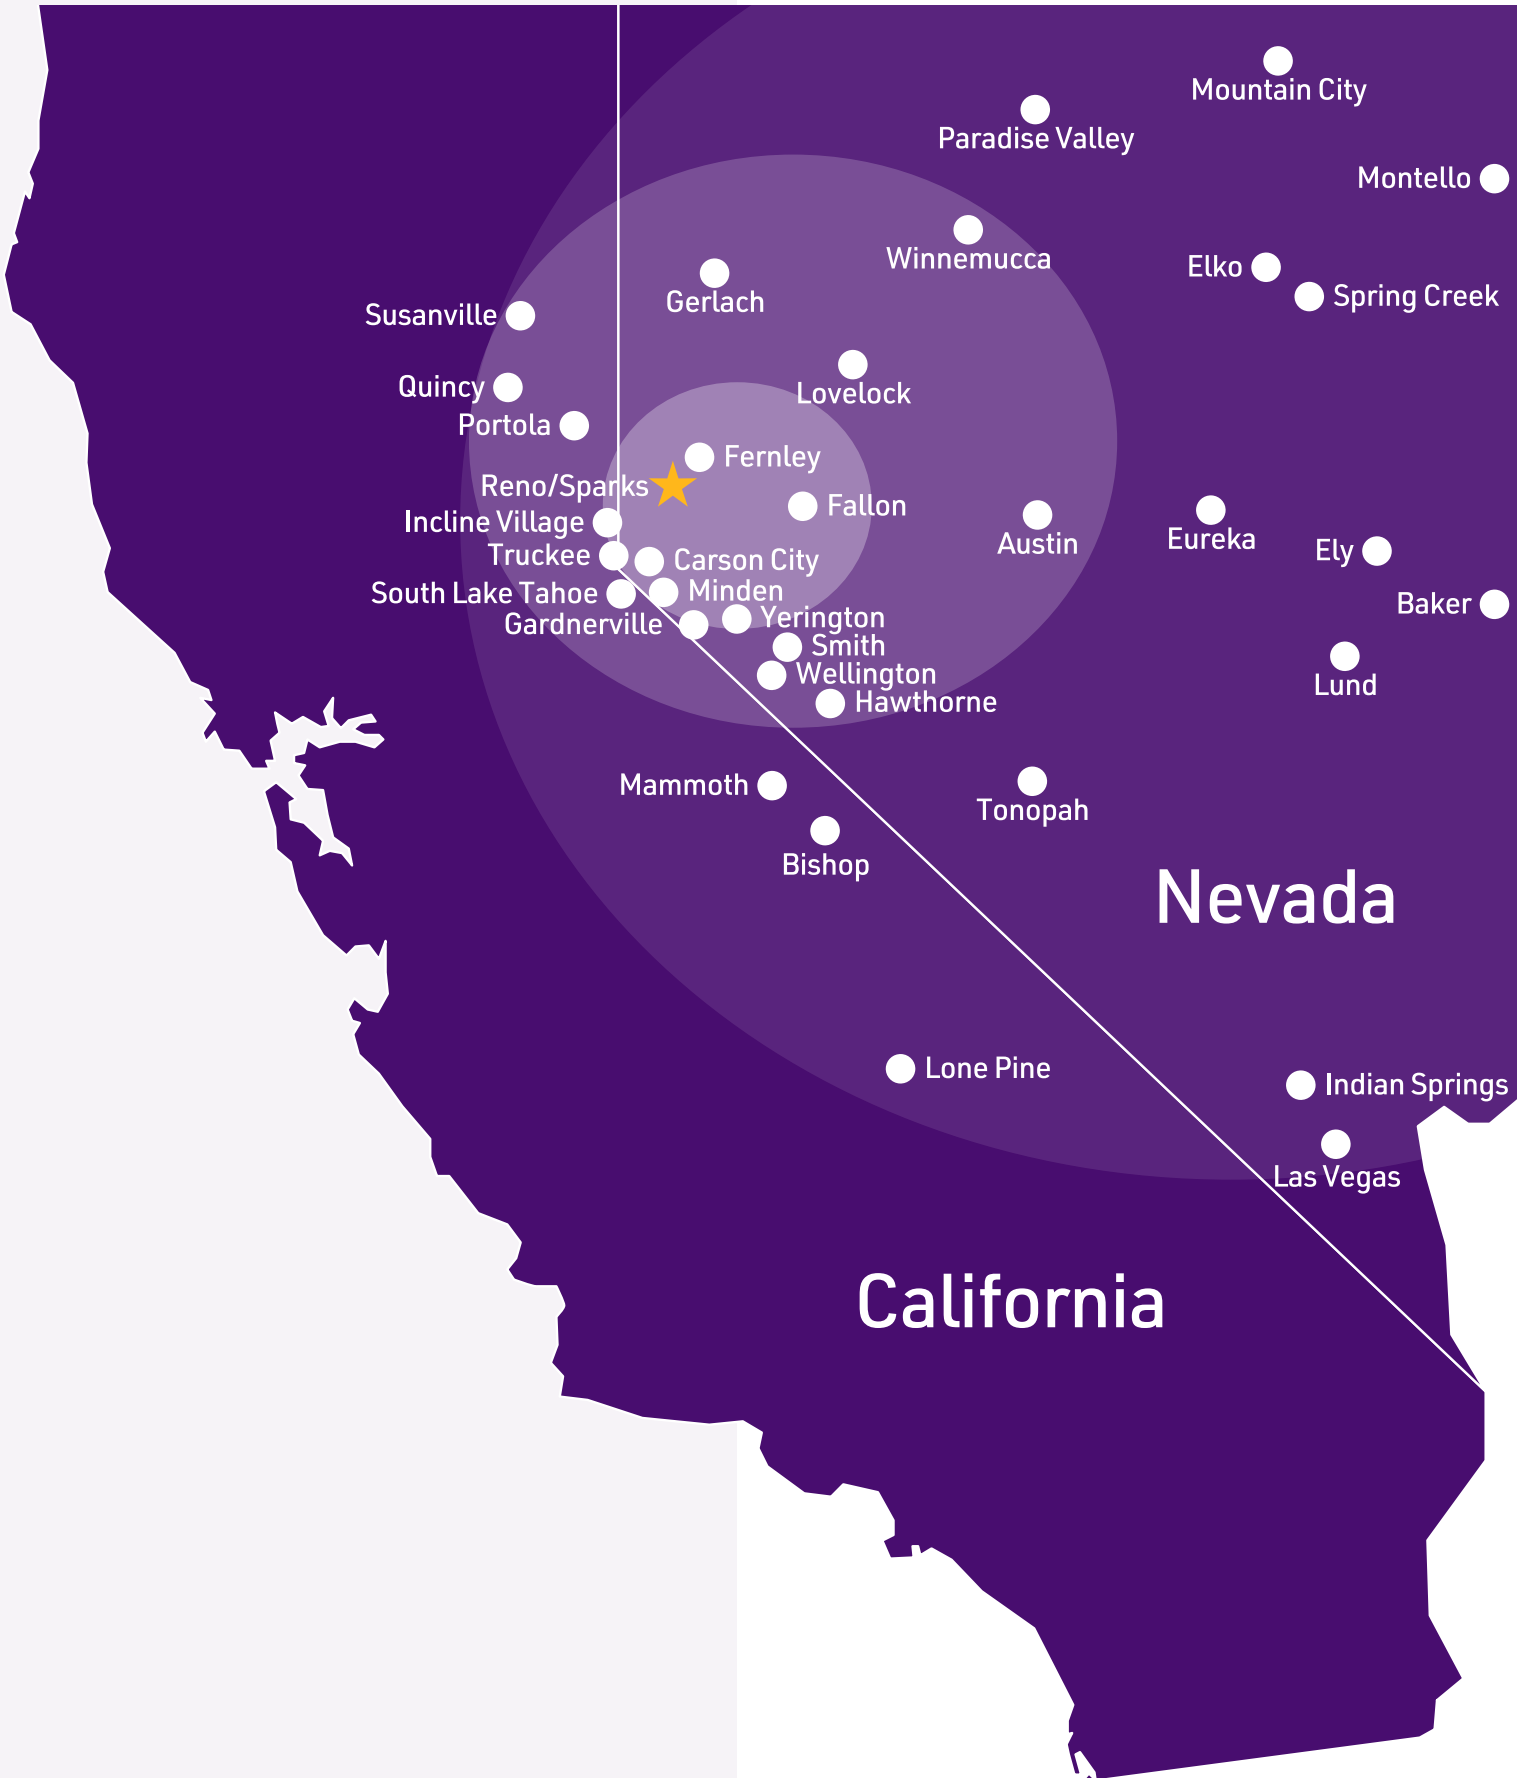 Mountain City
Paradise Valley
Montello
Winnemucca
Elko
Spring Creek
Gerlach
Susanville
Lovelock
Quincy
Portola
Fernley
Reno/Sparks
Fallon
Incline Village
Austin
Eureka
Truckee
Carson City
Ely
South Lake Tahoe
Minden
Baker
Gardnerville
Yerington
Smith
Wellington
Lund
Hawthorne
Mammoth
Tonopah
Bishop
Nevada
Lone Pine
Indian Springs
Las Vegas
California